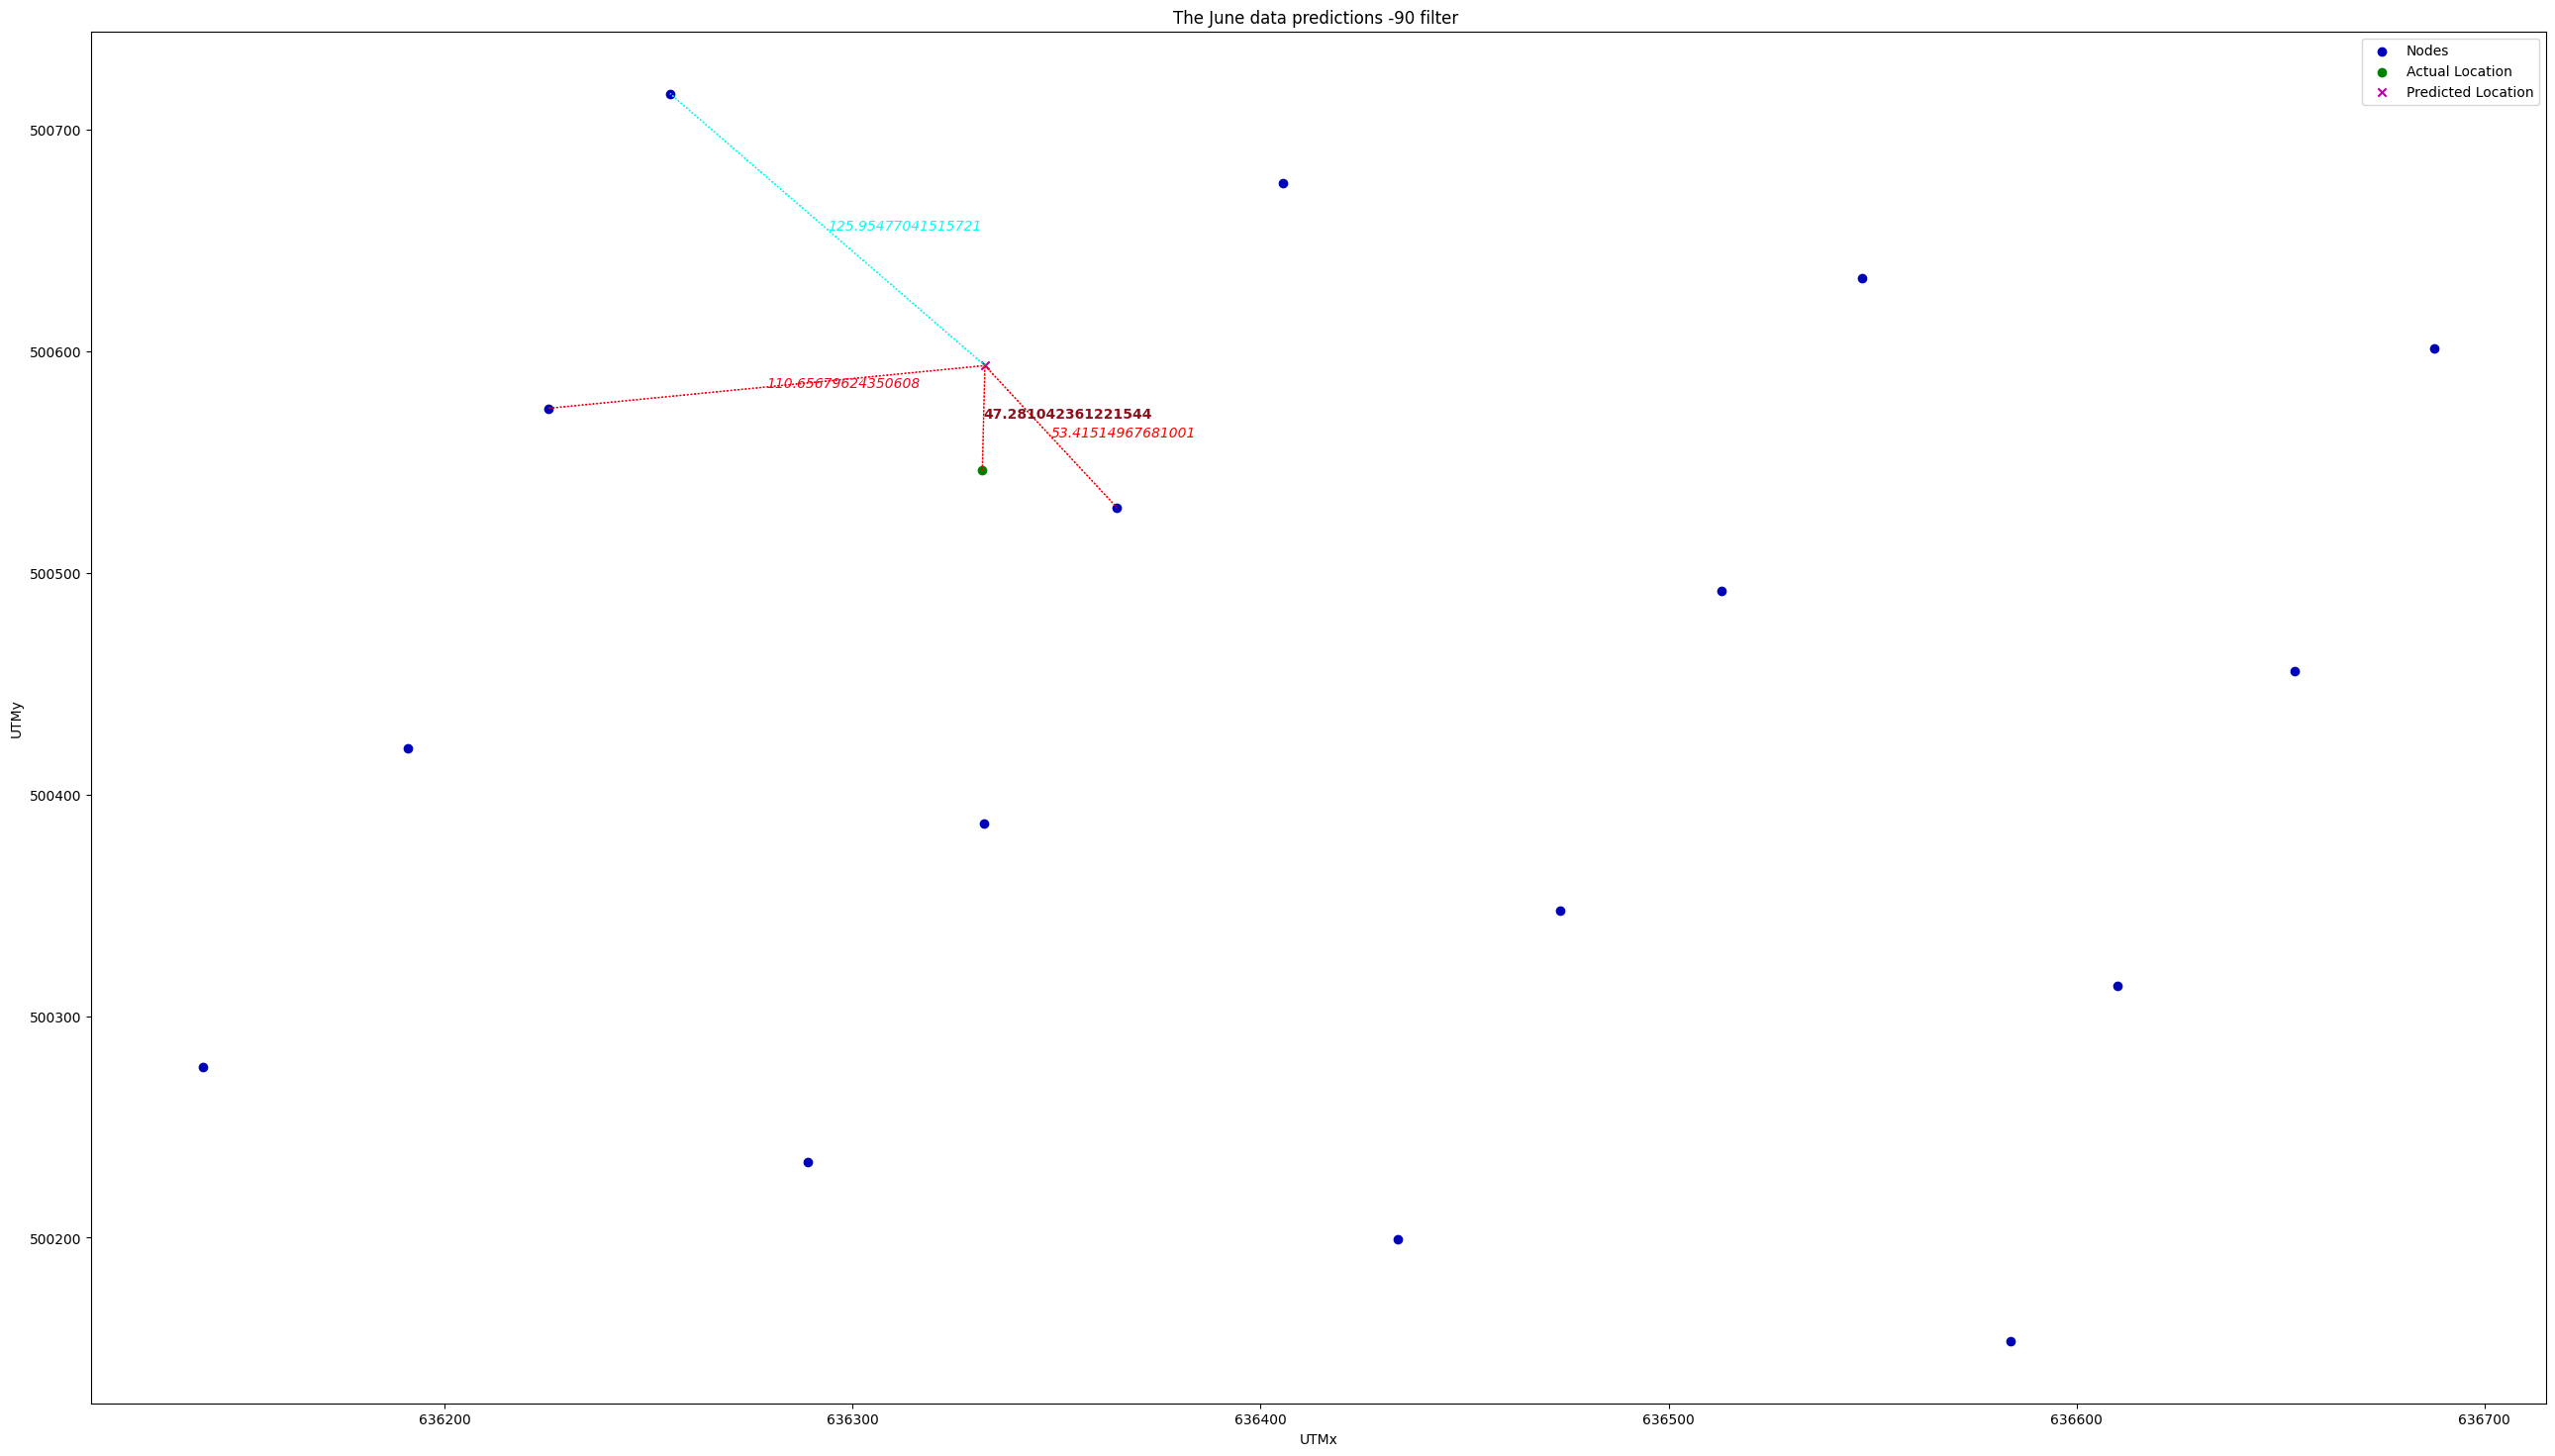 The June data predictions -90 filter
Nodes
Actual Location
Predicted Location
500700
500600
500500
500400
500300
500200
UTMy
125.95477041515721
110.65679624350608
47.281042361221544
53.41514967681001
636200
636300
636400
636500
636600
636700
UTMx